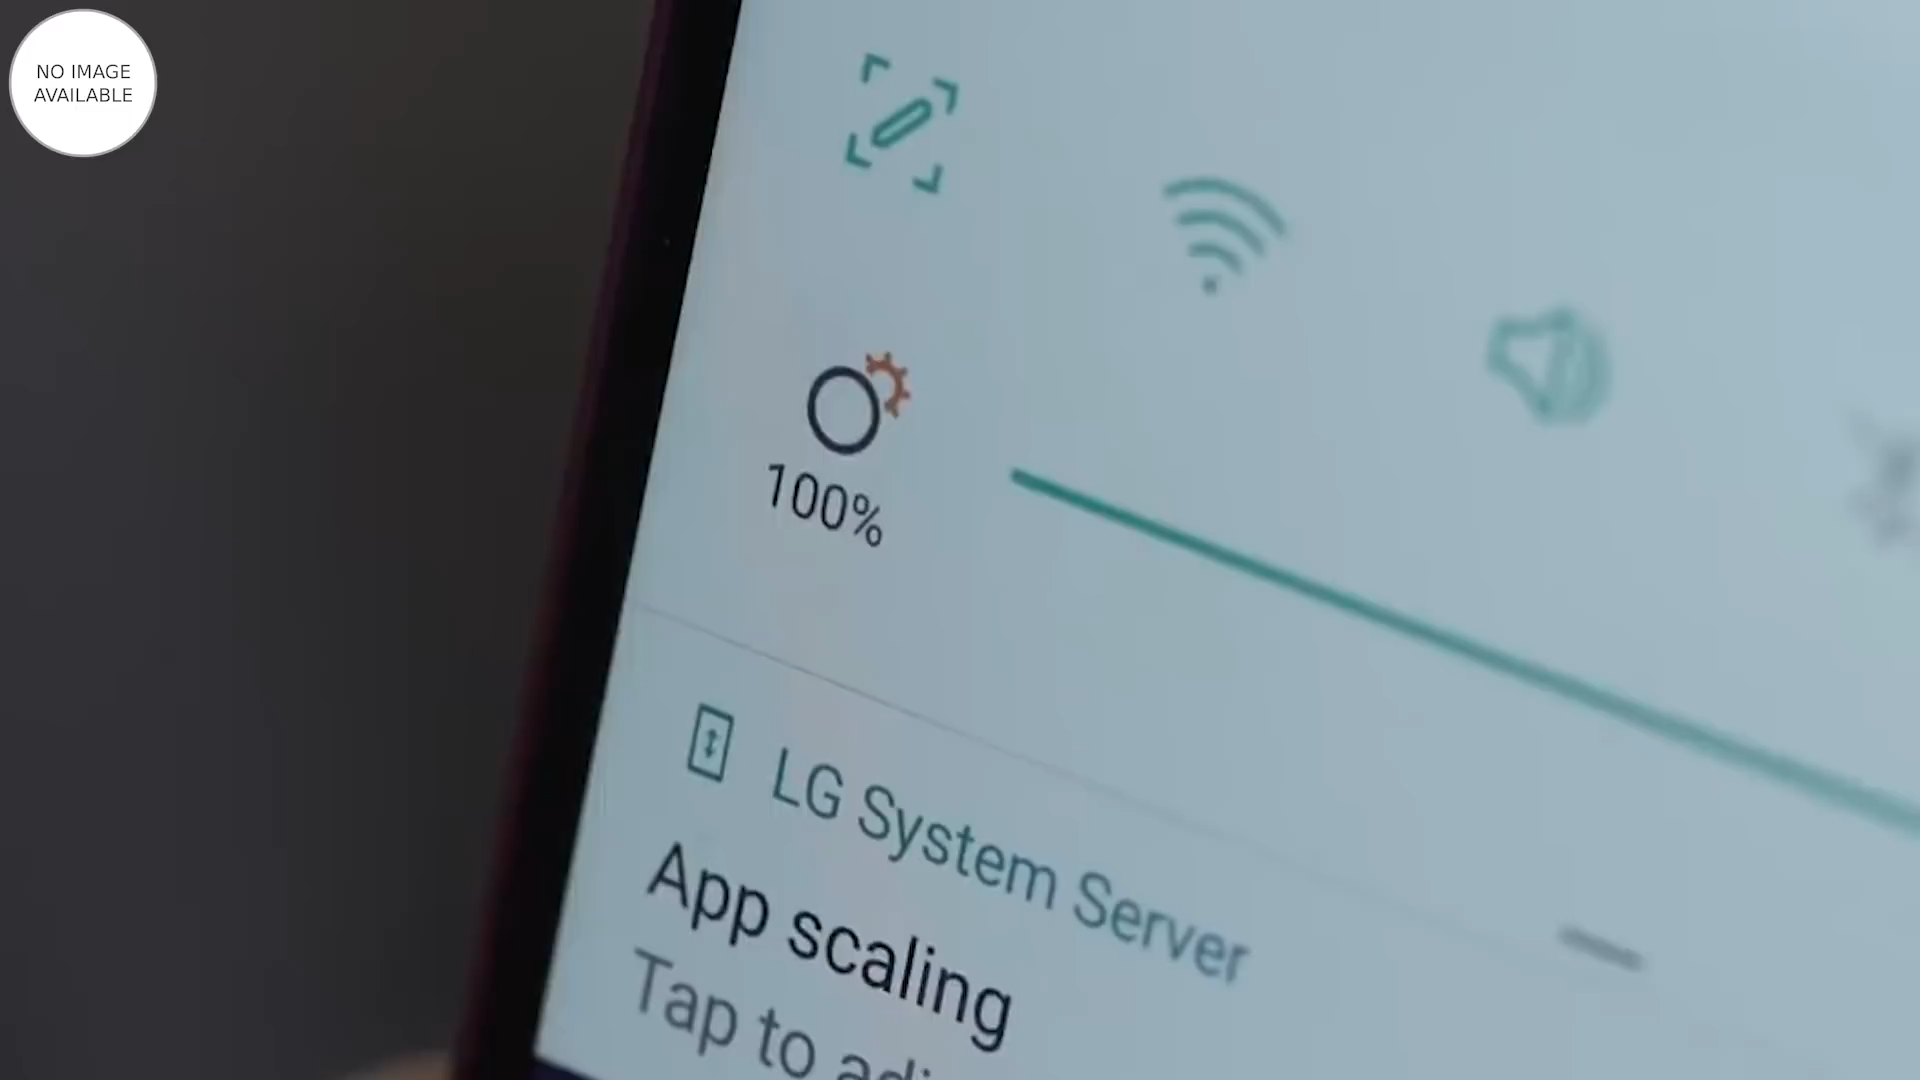 NO IMAGE
AVAILABLE
100%
LG System Server
App scaling
Tap to